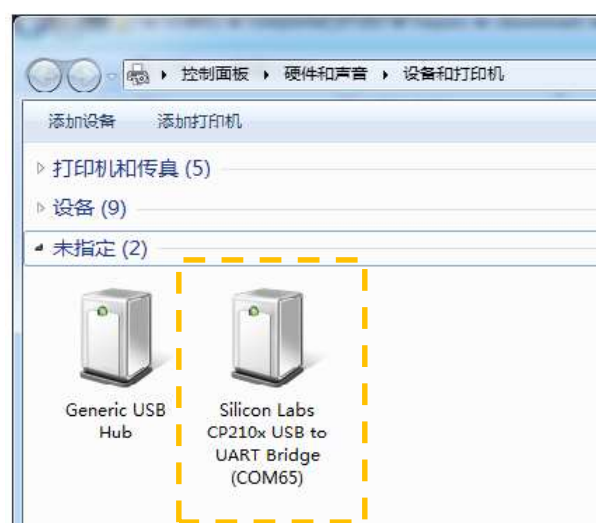 控制面板 ▸ 硬件和声音 ▸ 设备和打印机
添加设备 添加打印机
打印机和传真 (5)
设备 (9)
未指定 (2)
Generic USB
Hub
Silicon Labs
CP210x USB to
UART Bridge
(COM65)